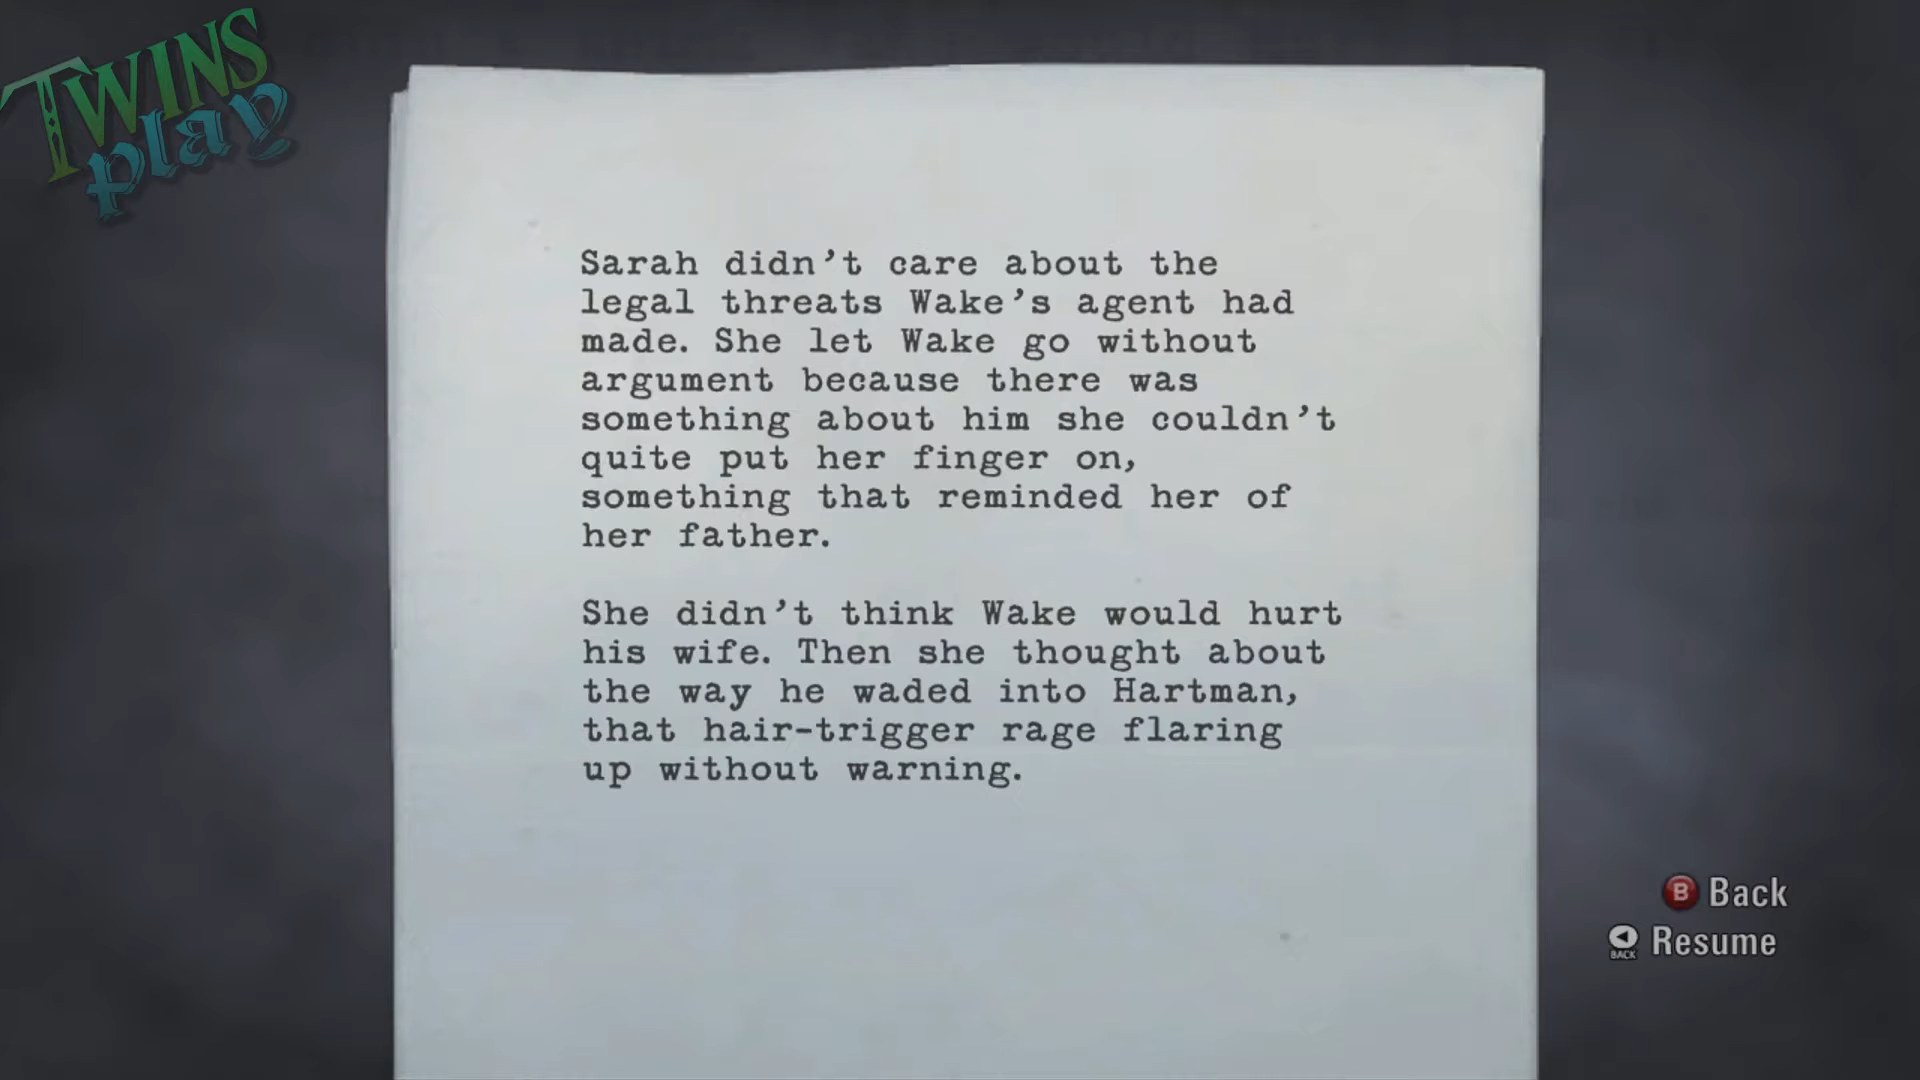 TWINS
play
Sarah didn't care about the
legal threats Wake's agent had
made. She let Wake go without
argument because there was
something about him she couldn't
quite put her finger on,
something that reminded her of
her father.
She didn't think Wake would hurt
his wife. Then she thought about
the way he waded into Hartman,
that hair-trigger rage flaring
up without warning.
B Back
BACK Resume